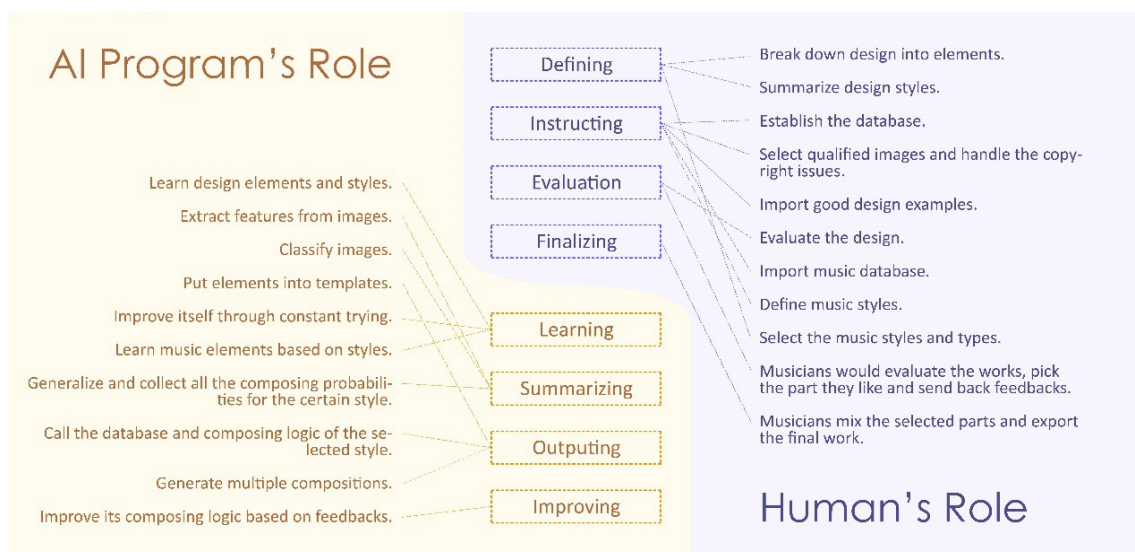 AI Program's Role
Defining
Instructing
Evaluation
Finalizing
Break down design into elements.
Summarize design styles.
Establish the database.
Select qualified images and handle the copy-
right issues.
Import good design examples.
Evaluate the design.
Import music database.
Define music styles.
Select the music styles and types.
Musicians would evaluate the works, pick
the part they like and send back feedbacks.
Musicians mix the selected parts and export
the final work.
Learn design elements and styles.
Extract features from images.
Classify images.
Put elements into templates.
Improve itself through constant trying.
Learn music elements based on styles.
Generalize and collect all the composing probabili-
ties for the certain style.
Call the database and composing logic of the se-
lected style.
Generate multiple compositions.
Improve its composing logic based on feedbacks.
Learning
Summarizing
Outputing
Improving
Human's Role